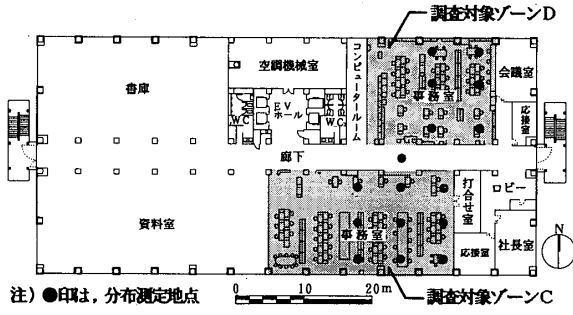 調査対象ゾーンD
書庫
空調機械室
コンピュータールーム
事務室
会議室
応接室
WC
EVホール
WC
廊下
資料室
事務室
打合せ室
ロビー
応接室
社長室
N
注）●印は，分布測定地点
0 10 20m
調査対象ゾーンC